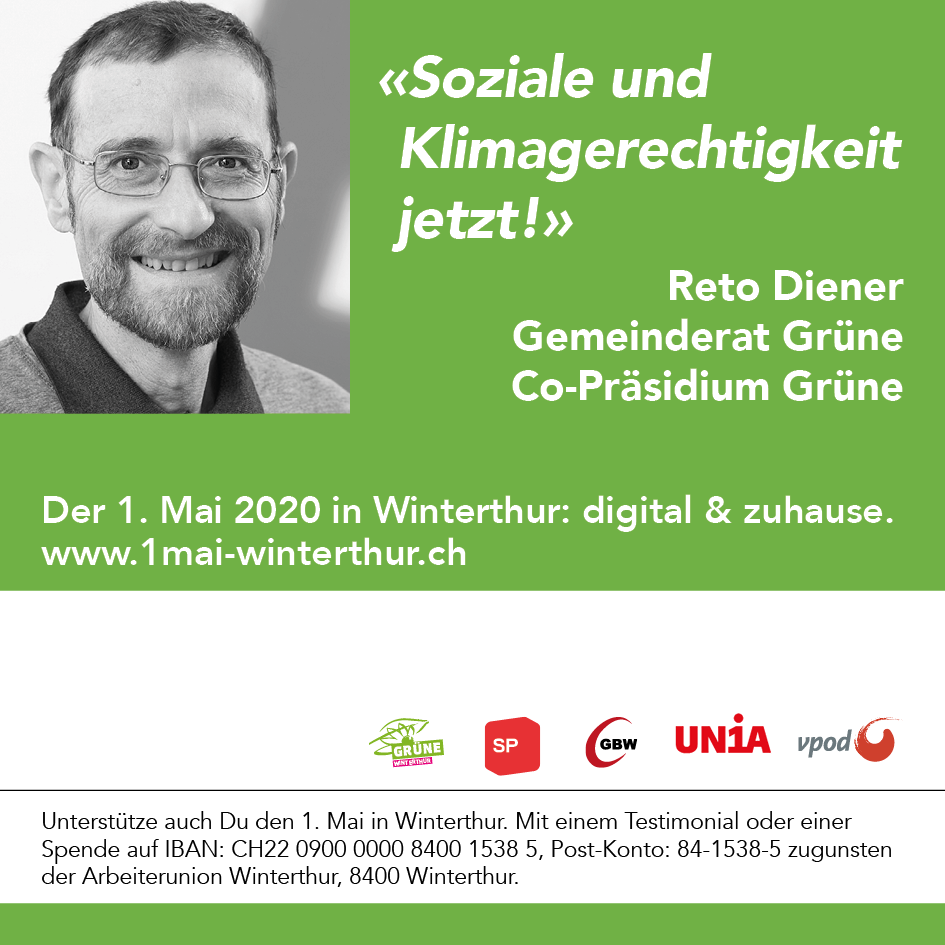 «Soziale und
Klimagerechtigkeit
jetzt!»
Reto Diener
Gemeinderat Grüne
Co-Präsidium Grüne
Der 1. Mai 2020 in Winterthur: digital & zuhause.
www.1mai-winterthur.ch
GRÜNE
WINTERTHUR
SP
GBW
UNiA
vpod
Unterstütze auch Du den 1. Mai in Winterthur. Mit einem Testimonial oder einer
Spende auf IBAN: CH22 0900 0000 8400 1538 5, Post-Konto: 84-1538-5 zugunsten
der Arbeiterunion Winterthur, 8400 Winterthur.